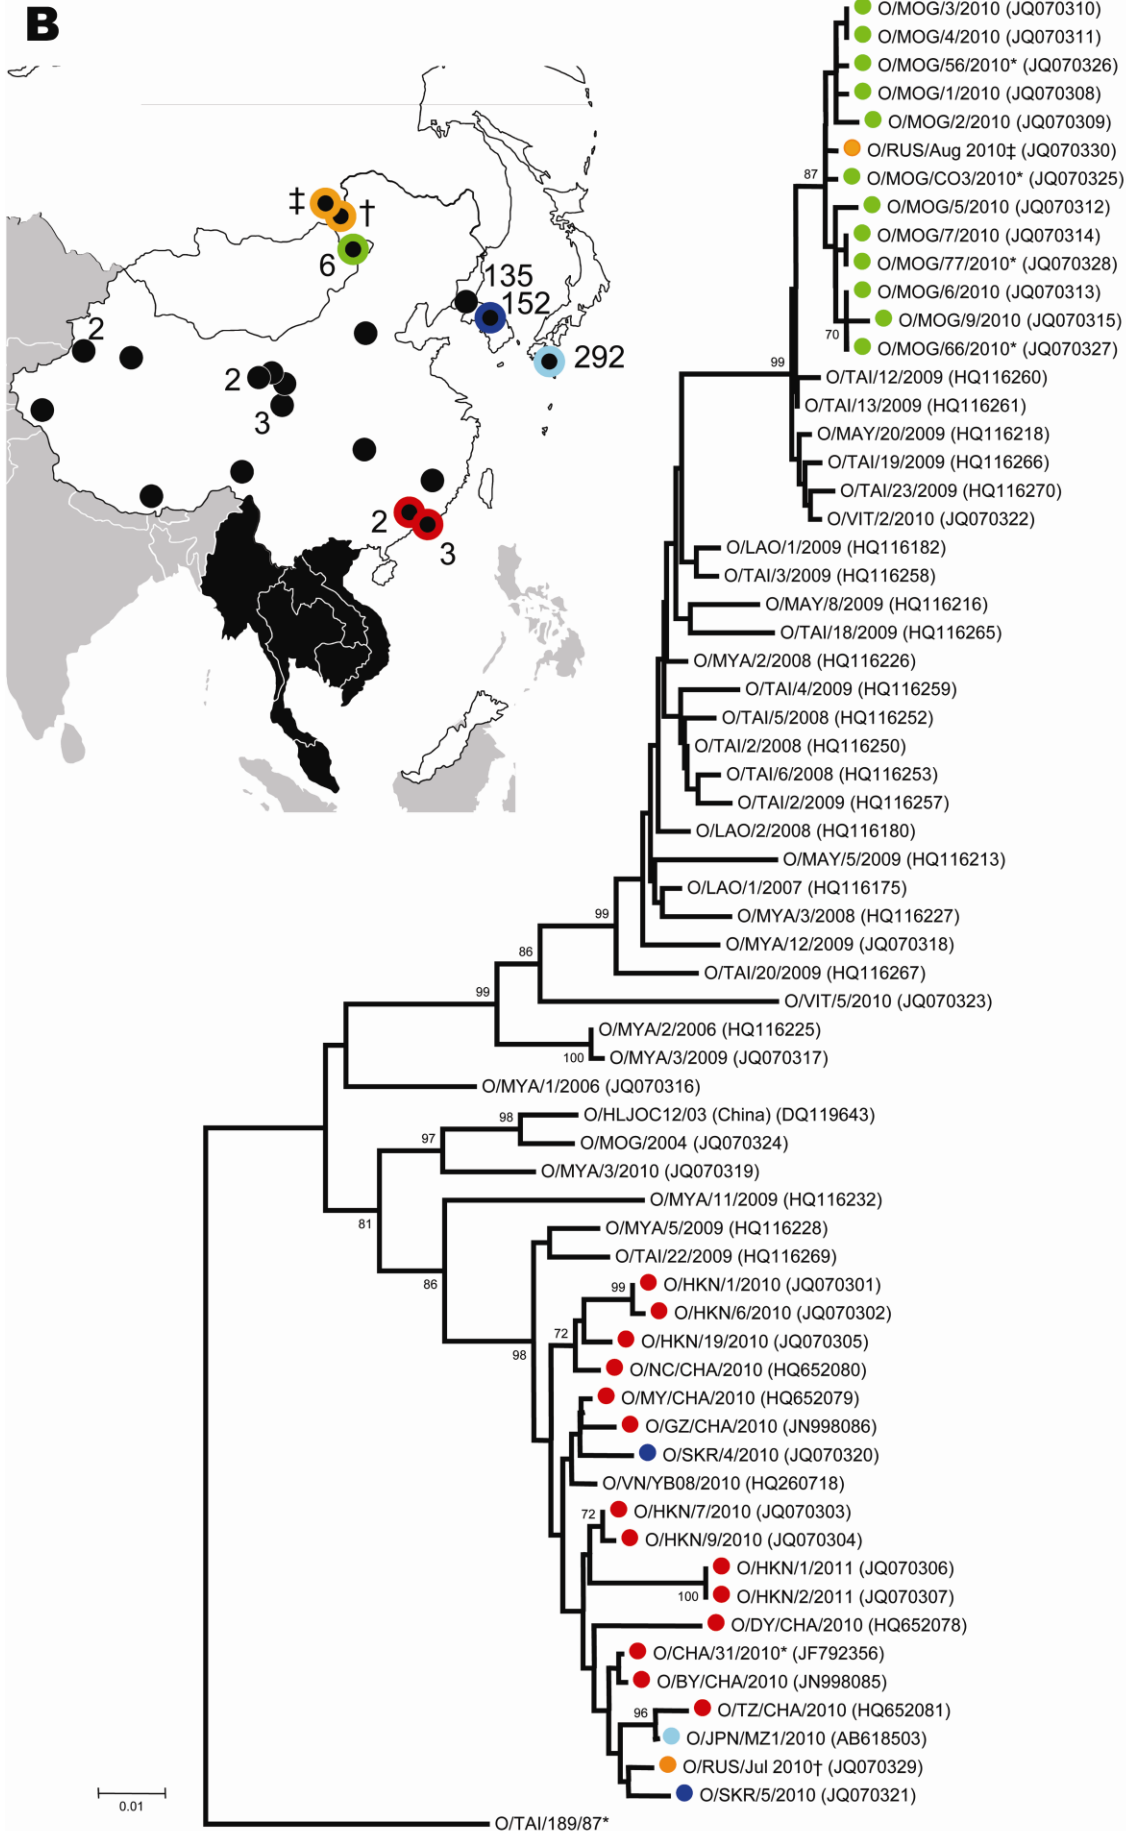 B
‡
†
6
135
152
292
2
2
3
2
3
O/MOG/3/2010 (JQ070310)
O/MOG/4/2010 (JQ070311)
O/MOG/56/2010* (JQ070326)
O/MOG/1/2010 (JQ070308)
O/MOG/2/2010 (JQ070309)
O/RUS/Aug 2010‡ (JQ070330)
87
O/MOG/CO3/2010* (JQ070325)
O/MOG/5/2010 (JQ070312)
O/MOG/7/2010 (JQ070314)
O/MOG/77/2010* (JQ070328)
O/MOG/6/2010 (JQ070313)
O/MOG/9/2010 (JQ070315)
70
O/MOG/66/2010* (JQ070327)
99
O/TAI/12/2009 (HQ116260)
O/TAI/13/2009 (HQ116261)
O/MAY/20/2009 (HQ116218)
O/TAI/19/2009 (HQ116266)
O/TAI/23/2009 (HQ116270)
O/VIT/2/2010 (JQ070322)
O/LAO/1/2009 (HQ116182)
O/TAI/3/2009 (HQ116258)
O/MAY/8/2009 (HQ116216)
O/TAI/18/2009 (HQ116265)
O/MYA/2/2008 (HQ116226)
O/TAI/4/2009 (HQ116259)
O/TAI/5/2008 (HQ116252)
O/TAI/2/2008 (HQ116250)
O/TAI/6/2008 (HQ116253)
O/TAI/2/2009 (HQ116257)
O/LAO/2/2008 (HQ116180)
O/MAY/5/2009 (HQ116213)
O/LAO/1/2007 (HQ116175)
99
O/MYA/3/2008 (HQ116227)
O/MYA/12/2009 (JQ070318)
86
O/TAI/20/2009 (HQ116267)
99
O/VIT/5/2010 (JQ070323)
O/MYA/2/2006 (HQ116225)
100
O/MYA/3/2009 (JQ070317)
O/MYA/1/2006 (JQ070316)
98
O/HLJOC12/03 (China) (DQ119643)
97
O/MOG/2004 (JQ070324)
O/MYA/3/2010 (JQ070319)
O/MYA/11/2009 (HQ116232)
81
O/MYA/5/2009 (HQ116228)
O/TAI/22/2009 (HQ116269)
86
99
O/HKN/1/2010 (JQ070301)
O/HKN/6/2010 (JQ070302)
72
O/HKN/19/2010 (JQ070305)
98
O/NC/CHA/2010 (HQ652080)
O/MY/CHA/2010 (HQ652079)
O/GZ/CHA/2010 (JN998086)
O/SKR/4/2010 (JQ070320)
O/VN/YB08/2010 (HQ260718)
72
O/HKN/7/2010 (JQ070303)
O/HKN/9/2010 (JQ070304)
O/HKN/1/2011 (JQ070306)
100
O/HKN/2/2011 (JQ070307)
O/DY/CHA/2010 (HQ652078)
O/CHA/31/2010* (JF792356)
O/BY/CHA/2010 (JN998085)
96
O/TZ/CHA/2010 (HQ652081)
O/JPN/MZ1/2010 (AB618503)
O/RUS/Jul 2010† (JQ070329)
O/SKR/5/2010 (JQ070321)
0.01
O/TAI/189/87*